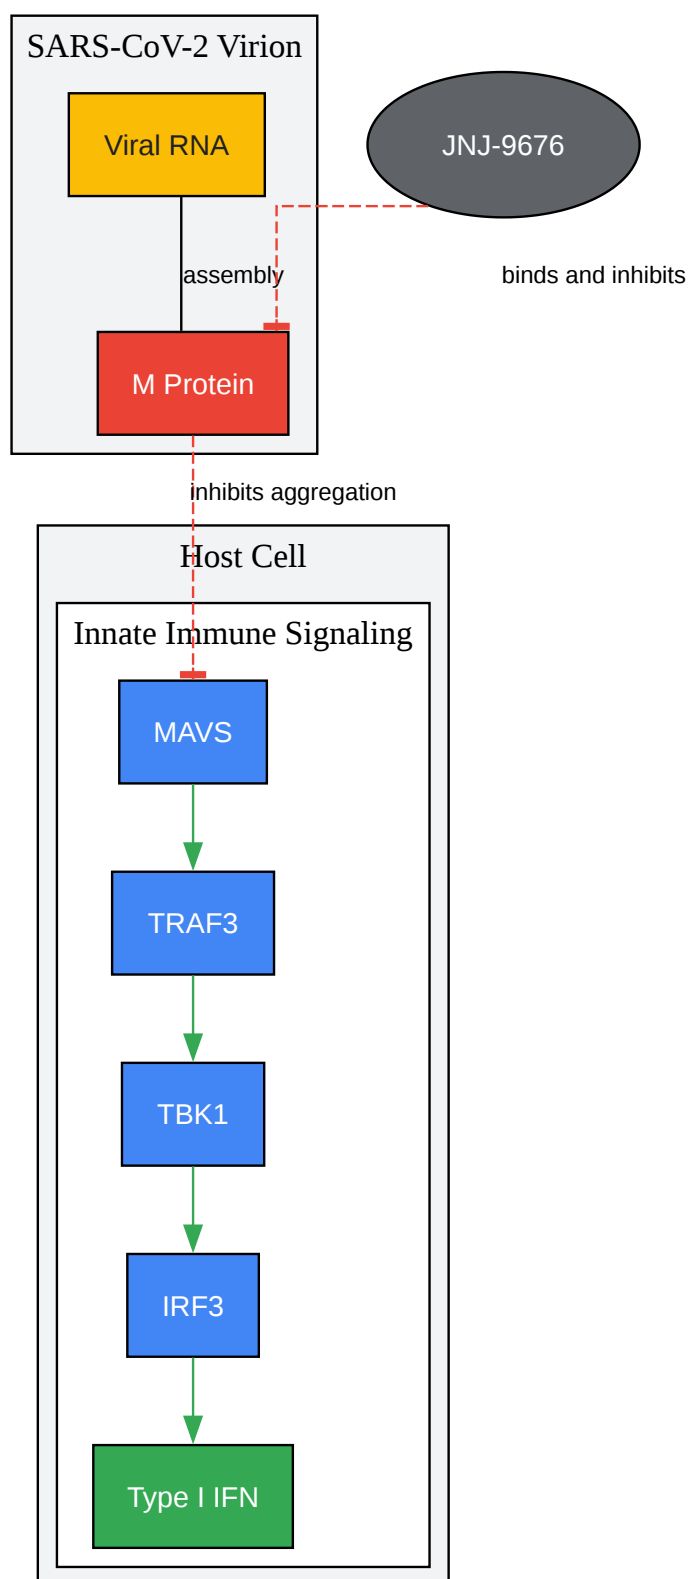 SARS-CoV-2 Virion
Viral RNA
JNJ-9676
assembly
binds and inhibits
M Protein
inhibits aggregation
Host Cell
Innate Immune Signaling
MAVS
TRAF3
TBK1
IRF3
Type I IFN